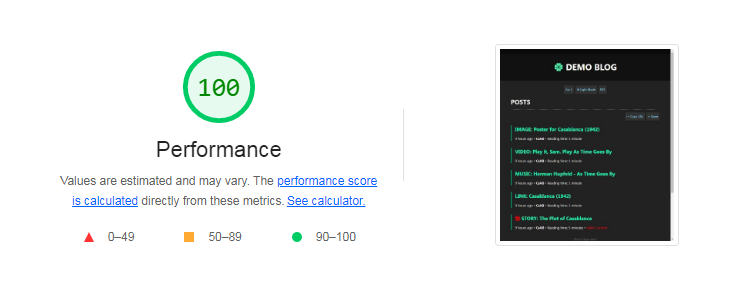 100
Performance
Values are estimated and may vary. The performance score
is calculated directly from these metrics. See calculator.
0–49
50–89
90–100
DEMO BLOG
POSTS
IMAGE: Poster for Casablanca (1942)
VIDEO: Play It, Sam. Play As Time Goes By
MUSIC: Herman Hupfeld - As Time Goes By
LINK: Casablanca (1942)
STORY: The Plot of Casablanca